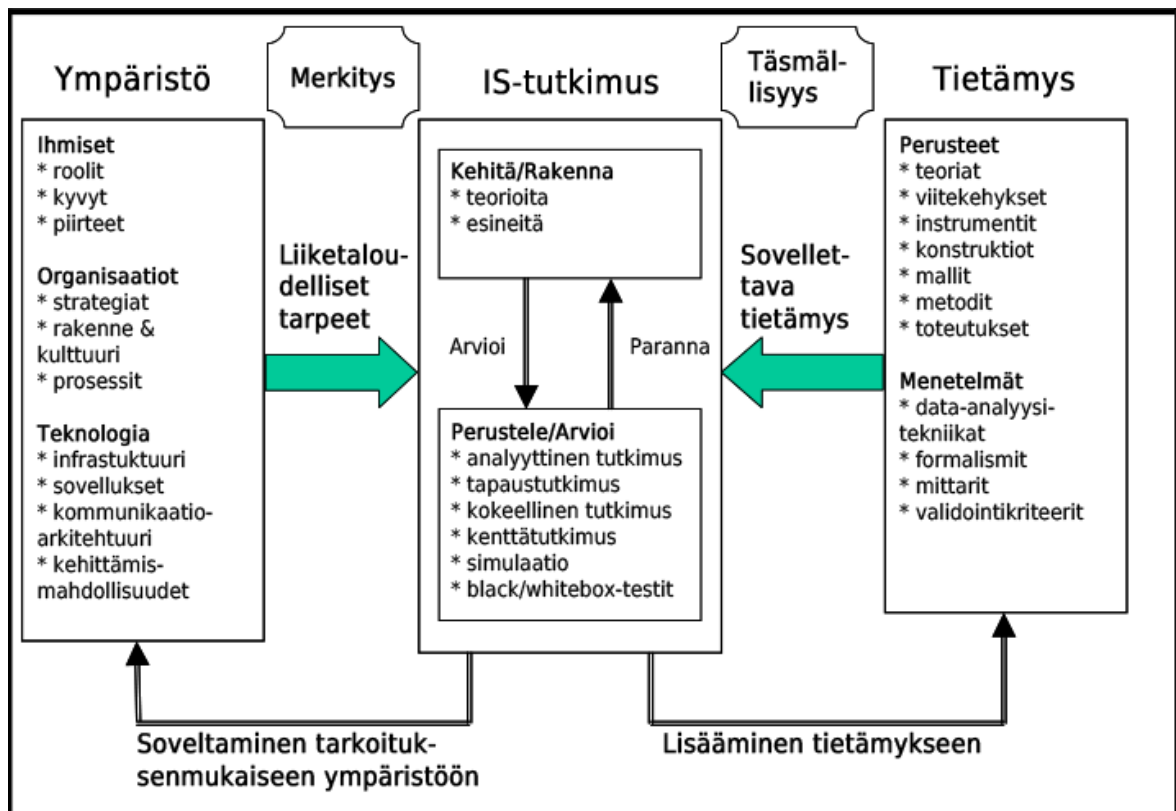 Ympäristö
Merkitys
IS-tutkimus
Täsmäl-
lisyys
Tietämys
Ihmiset
* roolit
* kyvyt
* piirteet
Organisaatiot
* strategiat
* rakenne &
kulttuuri
* prosessit
Teknologia
* infrastuktuuri
* sovellukset
* kommunikaatio-
arkitehtuuri
* kehittämis-
mahdollisuudet
Liiketalou-
delliset
tarpeet
Kehitä/Rakenna
* teorioita
* esineitä
Arvioi
Paranna
Perustele/Arvioi
* analyyttinen tutkimus
* tapaustutkimus
* kokeellinen tutkimus
* kenttätutkimus
* simulaatio
* black/whitebox-testit
Sovellet-
tava
tietämys
Perusteet
* teoriat
* viitekehykset
* instrumentit
* konstruktiot
* mallit
* metodit
* toteutukset
Menetelmät
* data-analyysi-
tekniikat
* formalismit
* mittarit
* validointikriteerit
Soveltaminen tarkoituk-
senmukaiseen ympäristöön
Lisääminen tietämykseen